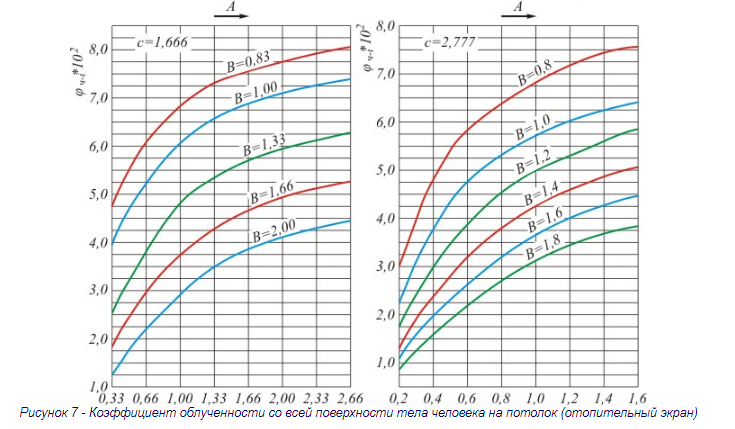 A
A
φ ч-i *10²
8,0
7,0
6,0
5,0
4,0
3,0
2,0
1,0
c=1,666
B=0,83
B=1,00
B=1,33
B=1,66
B=2,00
0,33 0,66 1,00 1,33 1,66 2,00 2,33 2,66
φ ч-i *10²
8,0
7,0
6,0
5,0
4,0
3,0
2,0
1,0
c=2,777
B=0,8
B=1,0
B=1,2
B=1,4
B=1,6
B=1,8
0,2 0,4 0,6 0,8 1,0 1,2 1,4 1,6
Рисунок 7 - Коэффициент облученности со всей поверхности тела человека на потолок (отопительный экран)